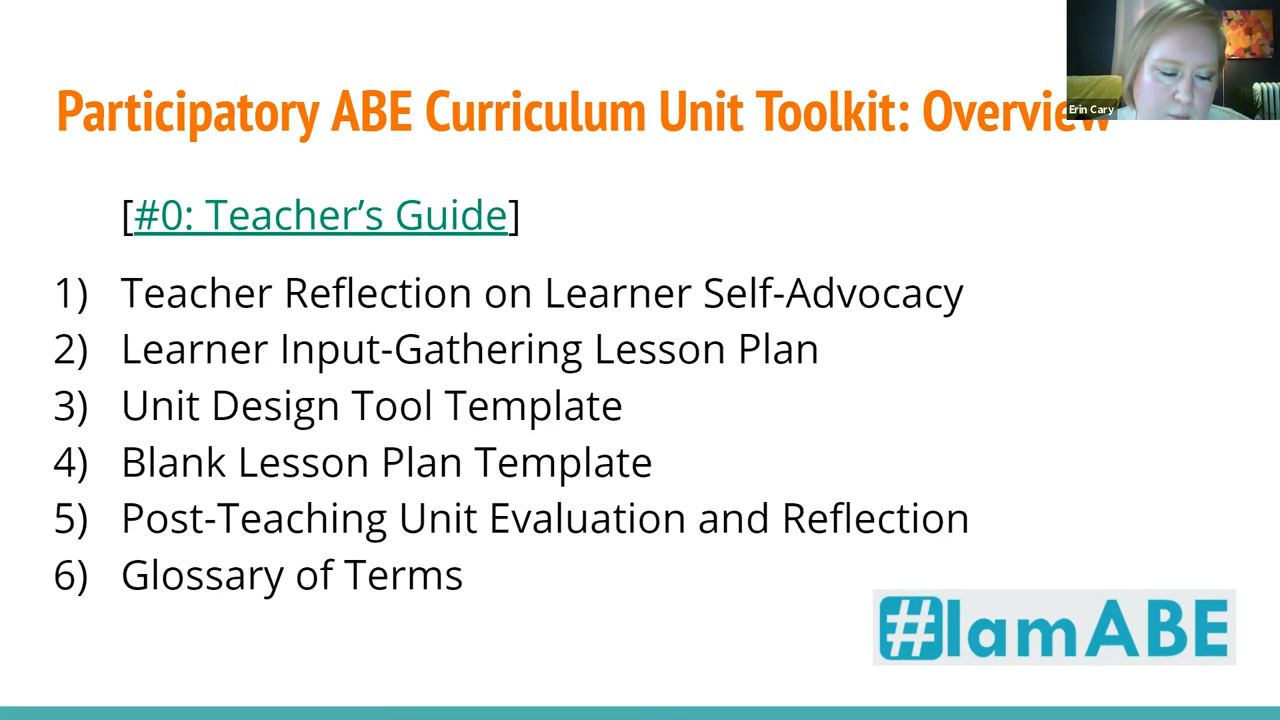 Participatory ABE Curriculum Unit Toolkit: Overview
Erin Cary
[#0: Teacher’s Guide]
1) Teacher Reflection on Learner Self-Advocacy
2) Learner Input-Gathering Lesson Plan
3) Unit Design Tool Template
4) Blank Lesson Plan Template
5) Post-Teaching Unit Evaluation and Reflection
6) Glossary of Terms
#IamABE